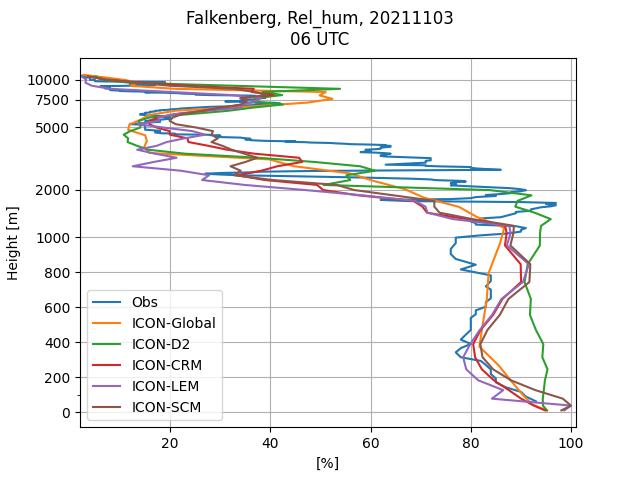 Falkenberg, Rel_hum, 20211103
06 UTC
10000
7500
5000
2000
1000
800
600
400
200
0
Height [m]
Obs
ICON-Global
ICON-D2
ICON-CRM
ICON-LEM
ICON-SCM
20 40 60 80 100
[%]